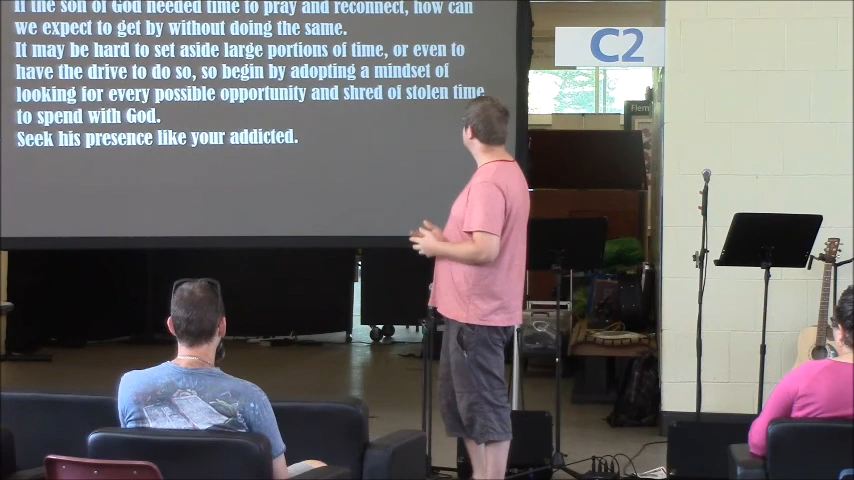 If the son of God needed time to pray and reconnect, how can
we expect to get by without doing the same.
It may be hard to set aside large portions of time, or even to
have the drive to do so, so begin by adopting a mindset of
looking for every possible opportunity and shred of stolen time
to spend with God.
Seek his presence like your addicted.
C2
Flem